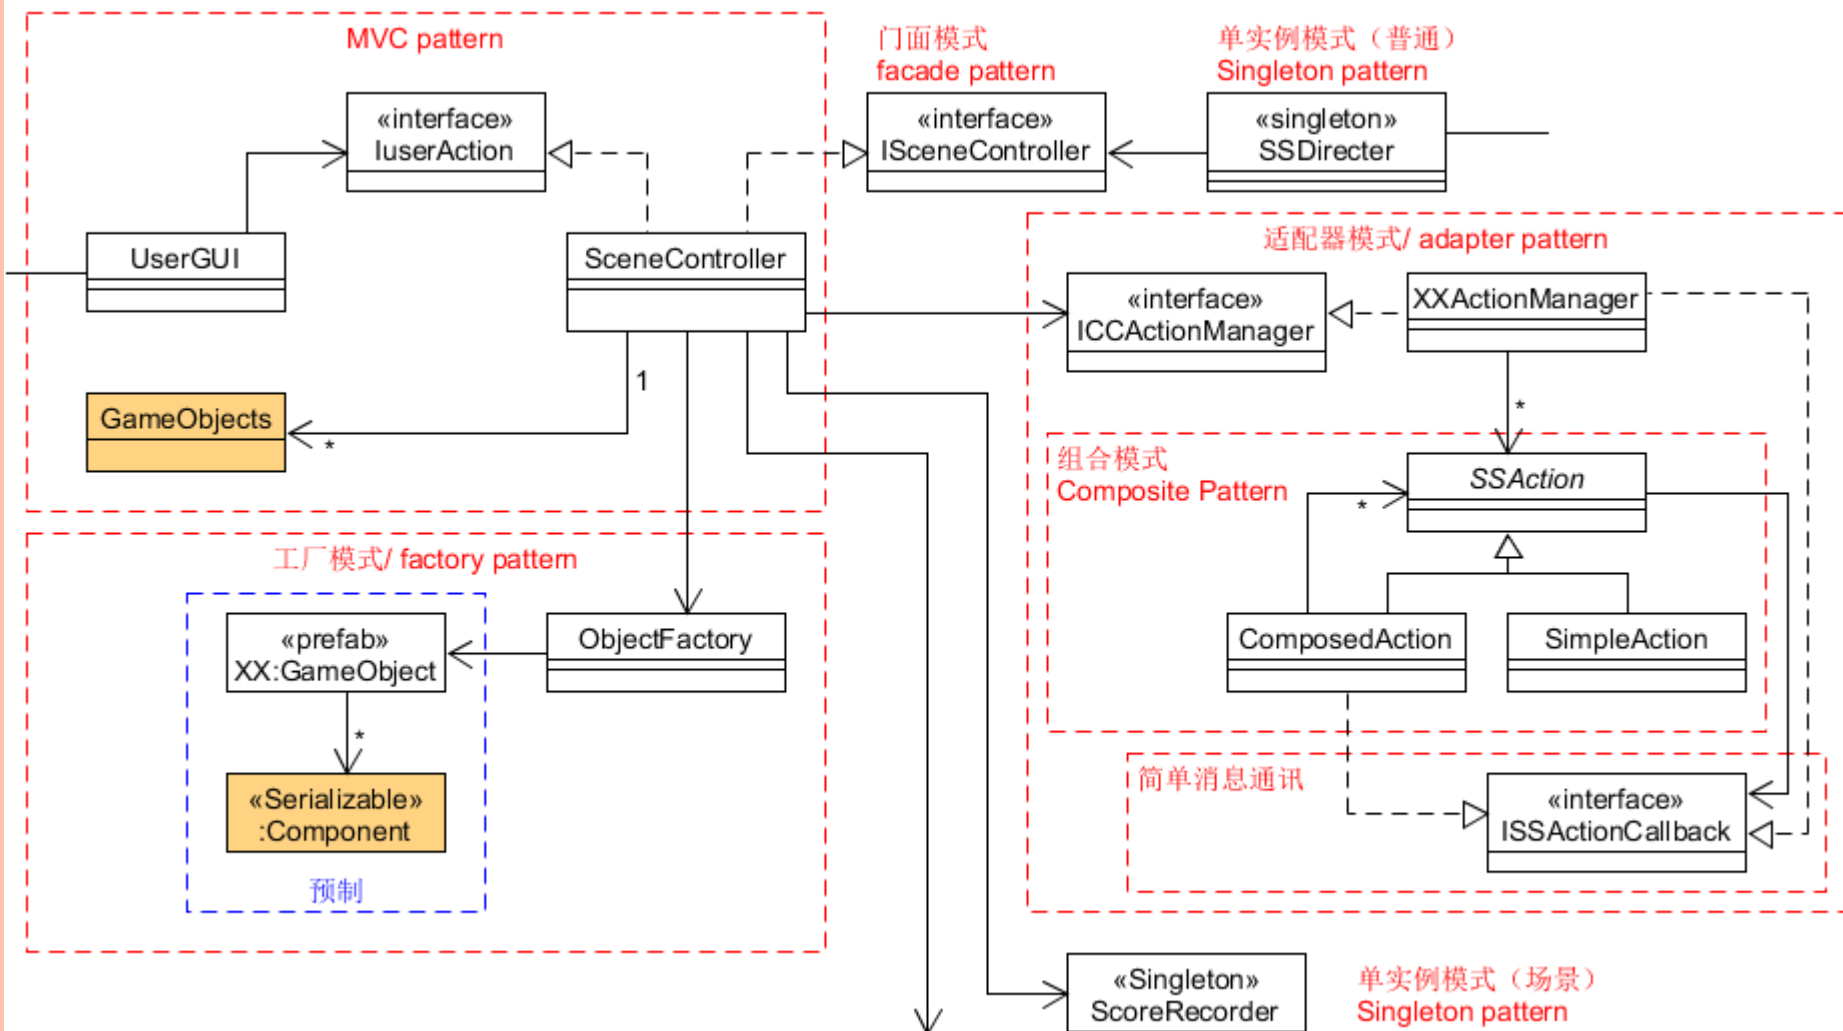 MVC pattern
«interface»
IuserAction
UserGUI
SceneController
GameObjects
1
*
门面模式
facade pattern
«interface»
ISceneController
单实例模式（普通）
Singleton pattern
«singleton»
SSDirecter
适配器模式/ adapter pattern
«interface»
ICCActionManager
XXActionManager
*
组合模式
Composite Pattern
SSAction
*
ComposedAction
SimpleAction
简单消息通讯
«interface»
ISSActionCallback
工厂模式/ factory pattern
«prefab»
XX:GameObject
ObjectFactory
*
«Serializable»
:Component
预制
«Singleton»
ScoreRecorder
单实例模式（场景）
Singleton pattern